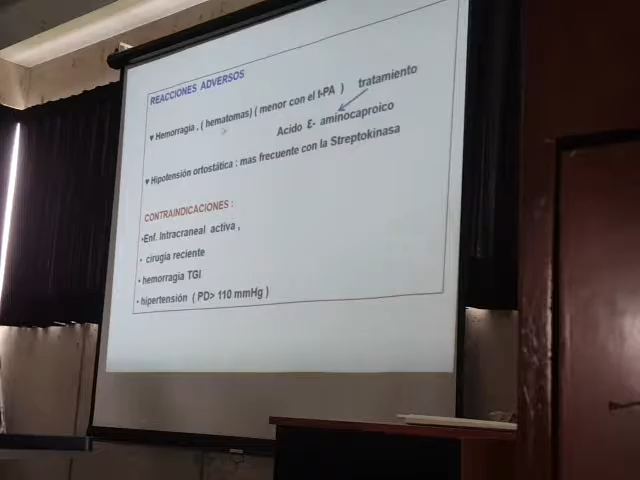 REACCIONES ADVERSOS
tratamiento
♥ Hemorragia , ( hematomas) ( menor con el t-PA )
Acido Ɛ- aminocaproico
♥ Hipotensión ortostática : mas frecuente con la Streptokinasa
CONTRAINDICACIONES :
•Enf. Intracraneal activa ,
• cirugía reciente
• hemorragia TGI
• hipertensión ( PD> 110 mmHg )